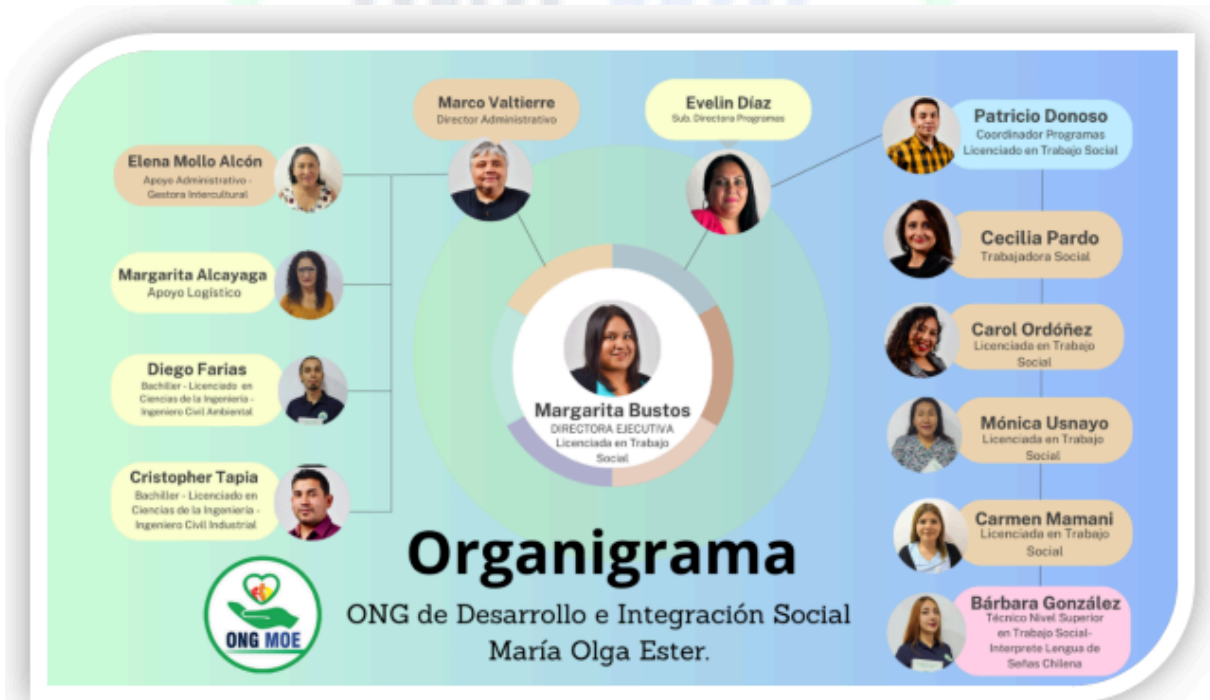 Marco Valtierre
Director Administrativo
Evelin Díaz
Sub. Directora Programas
Patricio Donoso
Coordinador Programas
Licenciado en Trabajo Social
Elena Mollo Alcón
Apoyo Administrativo -
Gestora Intercultural
Cecilia Pardo
Trabajadora Social
Margarita Alcayaga
Apoyo Logístico
Carol Ordóñez
Licenciada en Trabajo
Social
Diego Farias
Bachiller - Licenciado en
Ciencias de la Ingeniería -
Ingeniero Civil Ambiental
Margarita Bustos
DIRECTORA EJECUTIVA
Licenciada en Trabajo
Social
Mónica Usnayo
Licenciada en Trabajo
Social
Cristopher Tapia
Bachiller - Licenciado en
Ciencias de la Ingeniería -
Ingeniero Civil Industrial
Carmen Mamani
Licenciada en Trabajo
Social
Organigrama
ONG de Desarrollo e Integración Social
María Olga Ester.
ONG MOE
Bárbara González
Técnico Nivel Superior
en Trabajo Social-
Interprete Lengua de
Señas Chilena